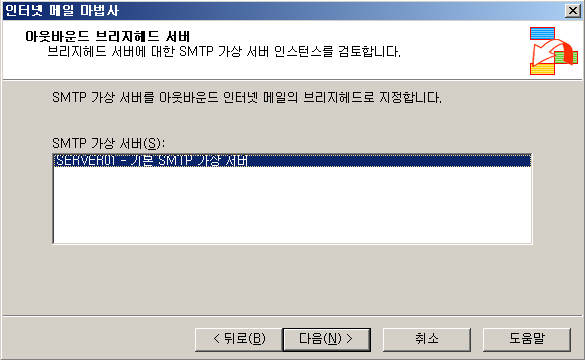 인터넷 메일 마법사
아웃바운드 브리지헤드 서버
브리지헤드 서버에 대한 SMTP 가상 서버 인스턴스를 검토합니다.
SMTP 가상 서버를 아웃바운드 인터넷 메일의 브리지헤드로 지정합니다.
SMTP 가상 서버(S):
SERVER01 - 기본 SMTP 가상 서버
< 뒤로(B)
다음(N) >
취소
도움말